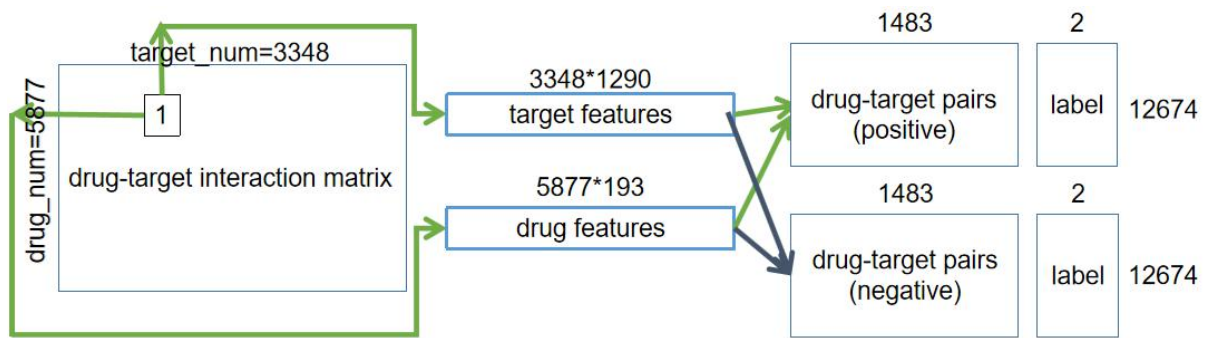 target_num=3348
drug_num=5877
1
drug-target interaction matrix
3348*1290
target features
5877*193
drug features
1483
2
drug-target pairs
(positive)
label
12674
1483
2
drug-target pairs
(negative)
label
12674